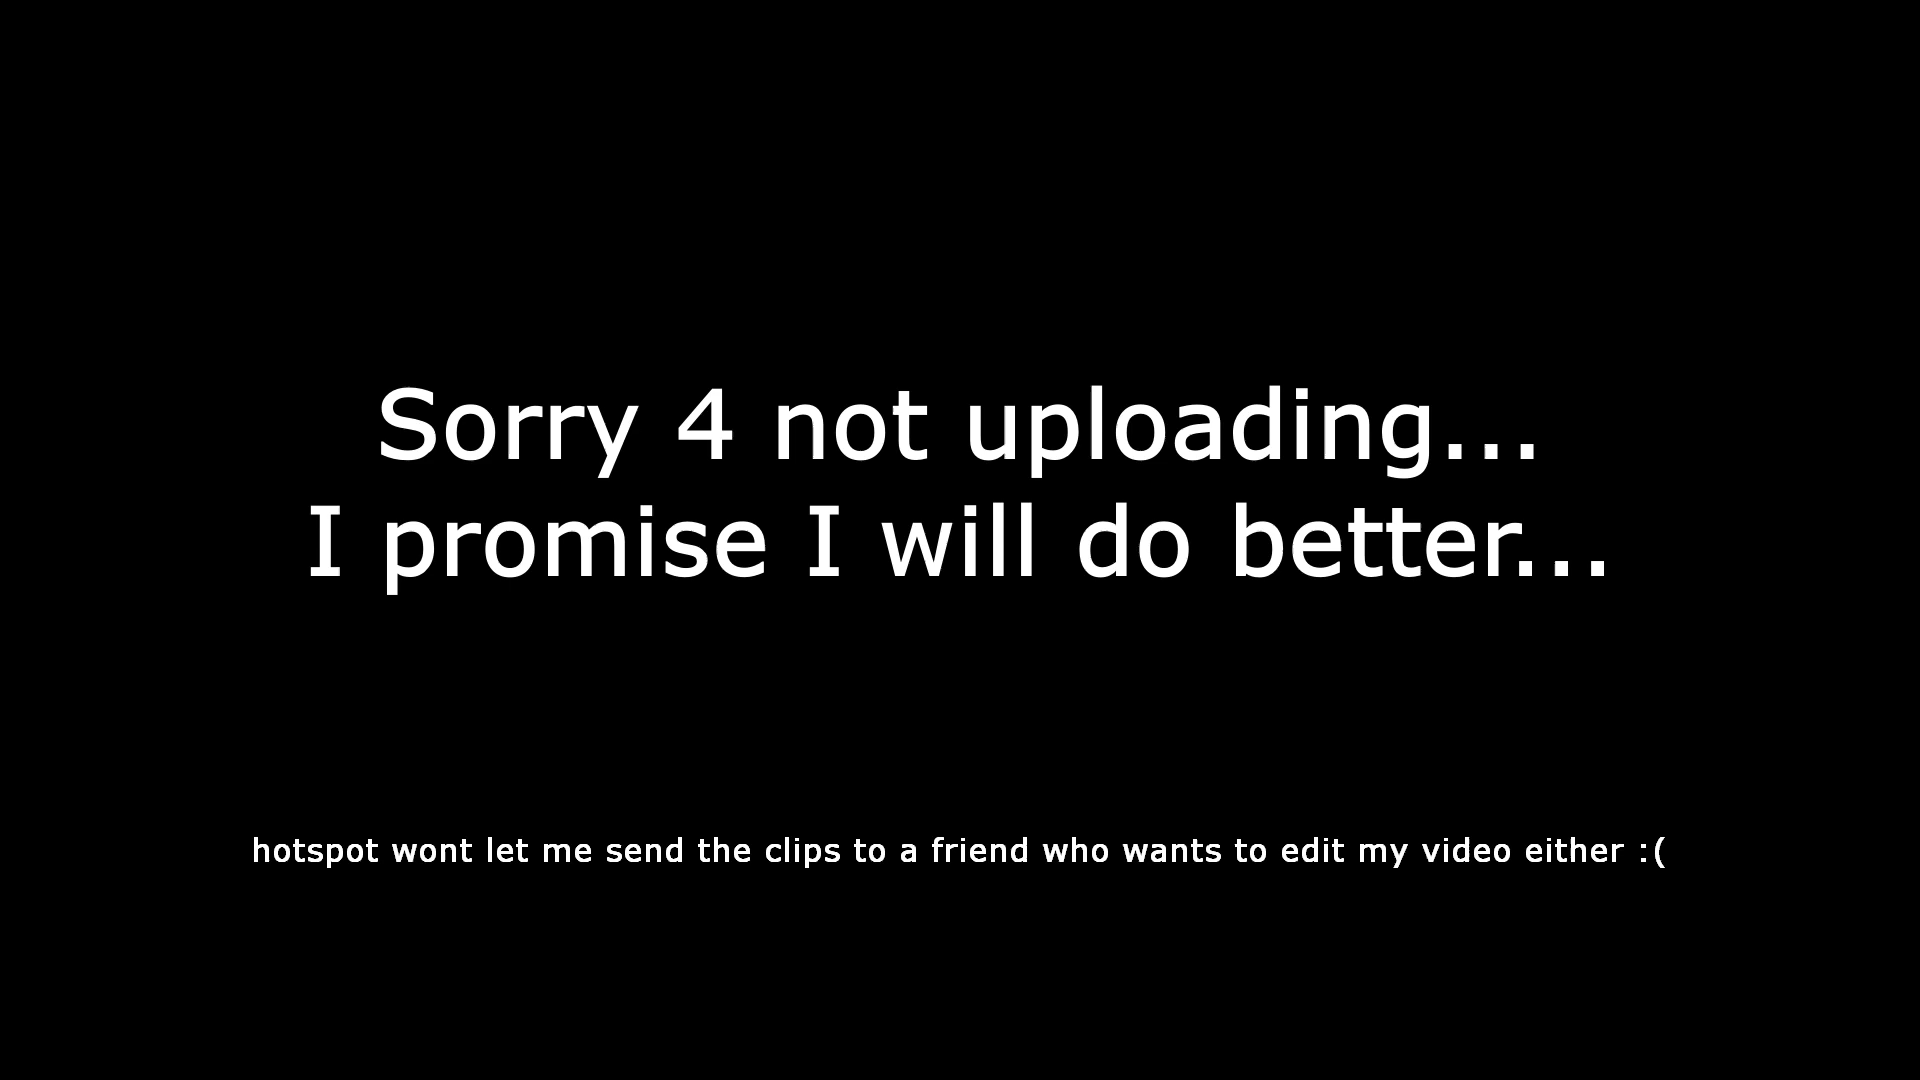 Sorry 4 not uploading...
I promise I will do better...
hotspot wont let me send the clips to a friend who wants to edit my video either :(